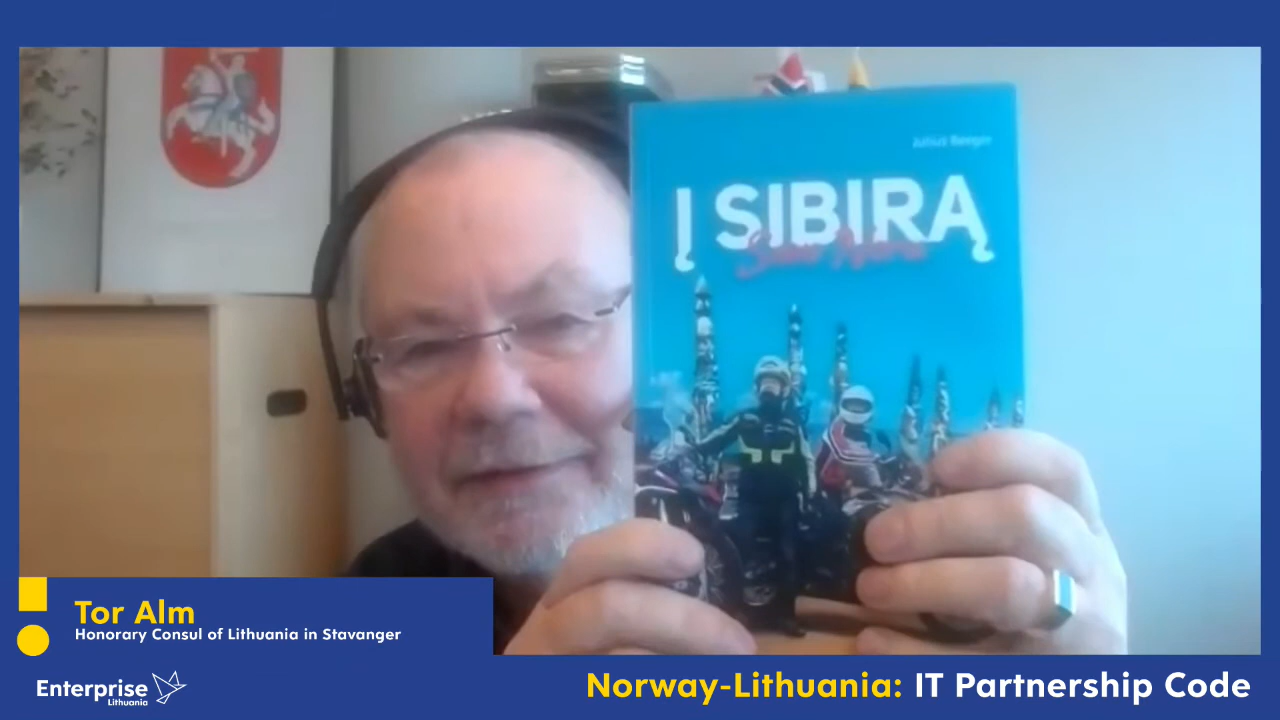 Į SIBIRĄ
Tor Alm
Honorary Consul of Lithuania in Stavanger
Enterprise
Lithuania
Norway-Lithuania: IT Partnership Code